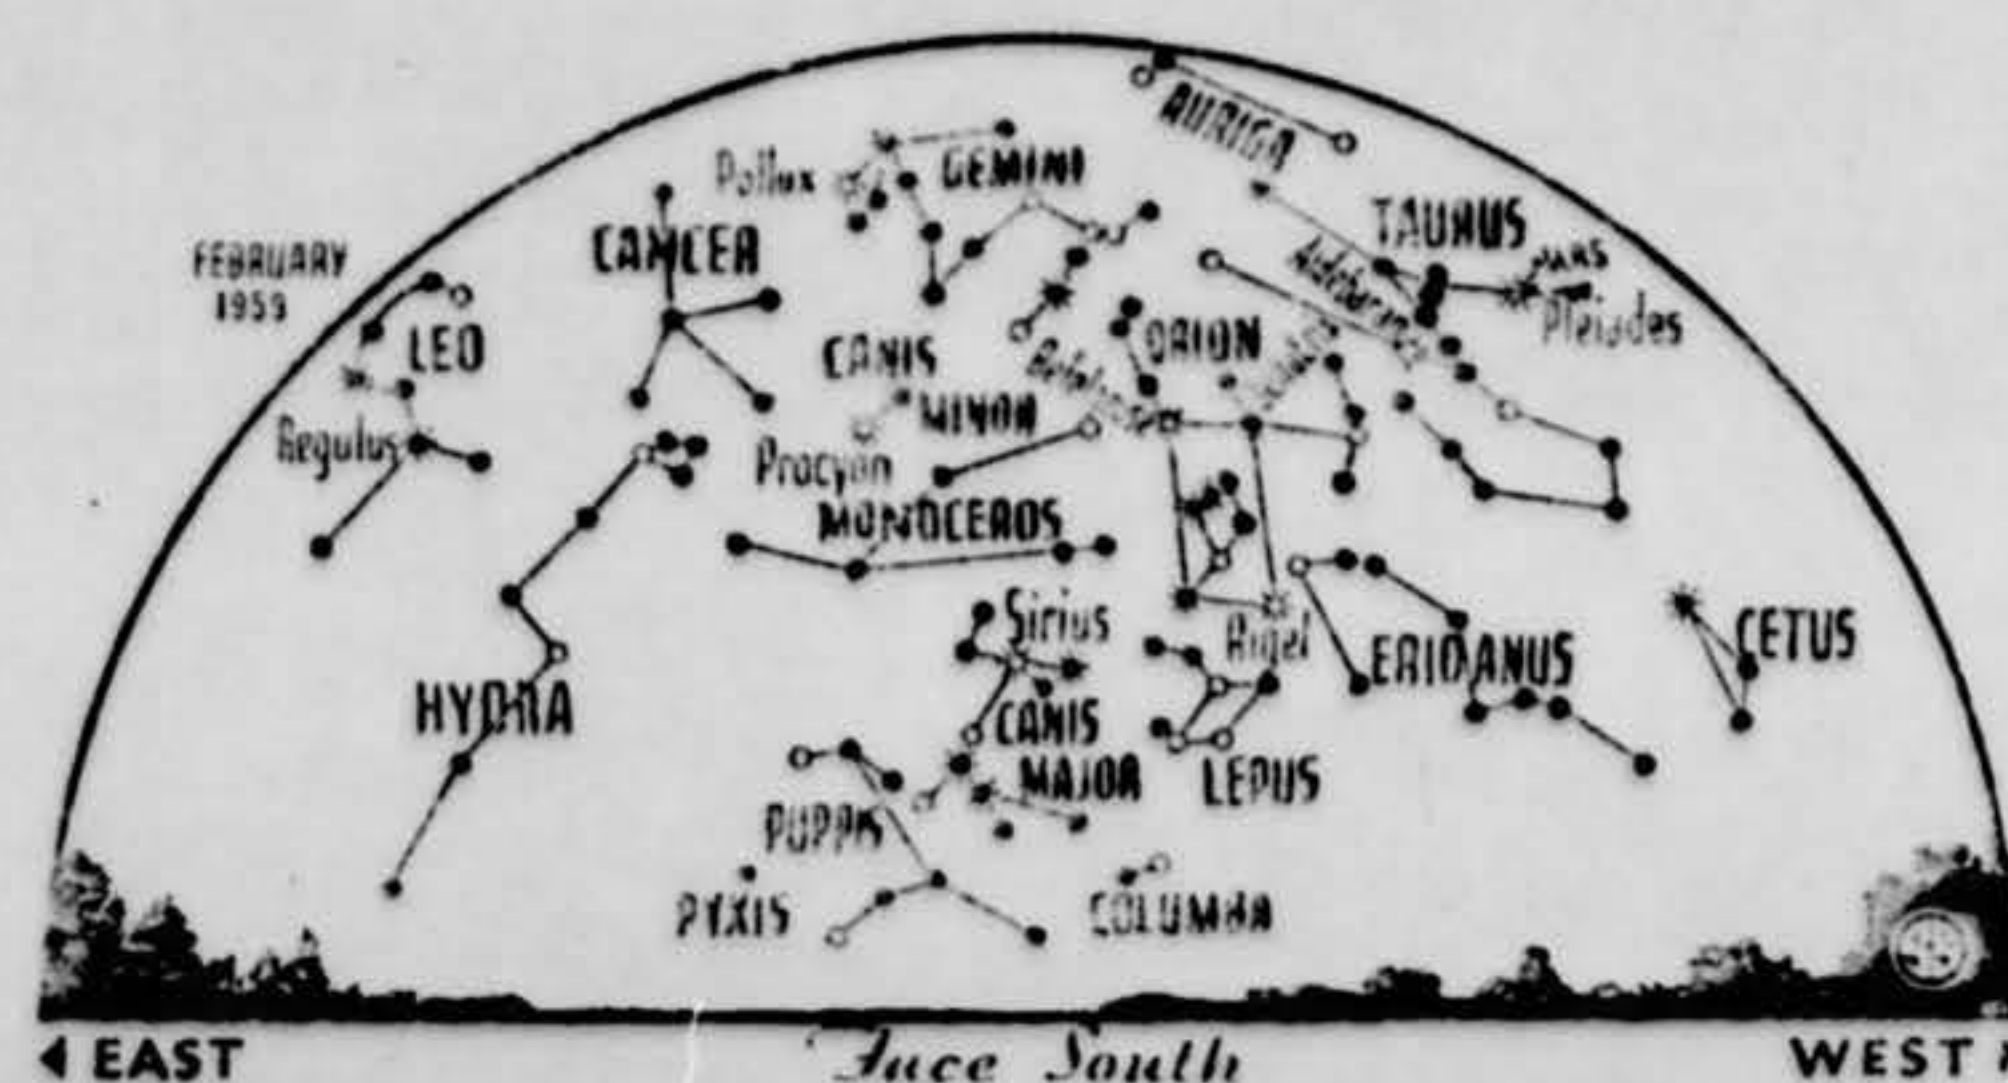 AURIGA
Pollux
GEMINI
TAURUS
CANCER
FEBRUARY
1959
MARS
Aldebaran
Pleiades
LEO
CANIS
MINOR
ORION
Regulus
Procyon
MONOCEROS
Sirius
Rigel
ERIDANUS
CETUS
HYDRA
CANIS
MAJOR
LEPUS
PUPPIS
PYXIS
COLUMBA
EAST
Face South
WEST